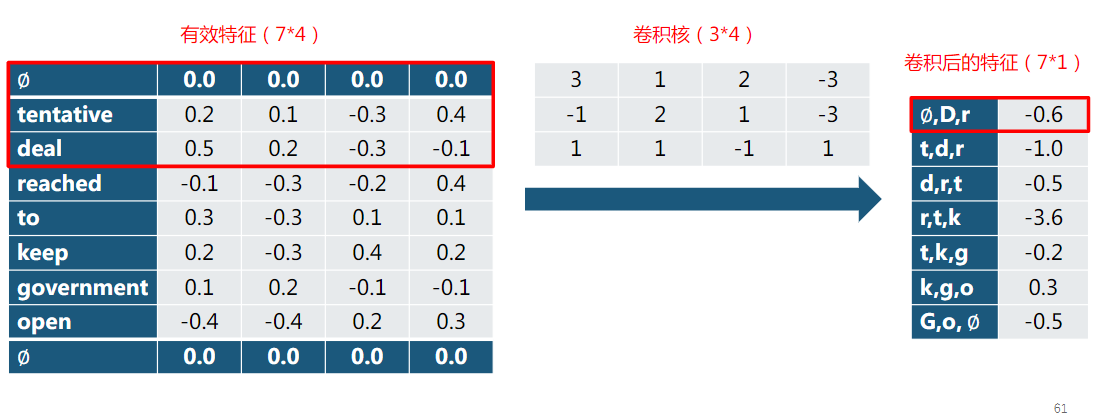 有效特征（7*4）
卷积核（3*4）
卷积后的特征（7*1）
∅ 0.0 0.0 0.0 0.0
tentative 0.2 0.1 -0.3 0.4
deal 0.5 0.2 -0.3 -0.1
reached -0.1 -0.3 -0.2 0.4
to 0.3 -0.3 0.1 0.1
keep 0.2 -0.3 0.4 0.2
government 0.1 0.2 -0.1 -0.1
open -0.4 -0.4 0.2 0.3
∅ 0.0 0.0 0.0 0.0
3 1 2 -3
-1 2 1 -3
1 1 -1 1
∅,D,r -0.6
t,d,r -1.0
d,r,t -0.5
r,t,k -3.6
t,k,g -0.2
k,g,o 0.3
G,o, ∅ -0.5
61